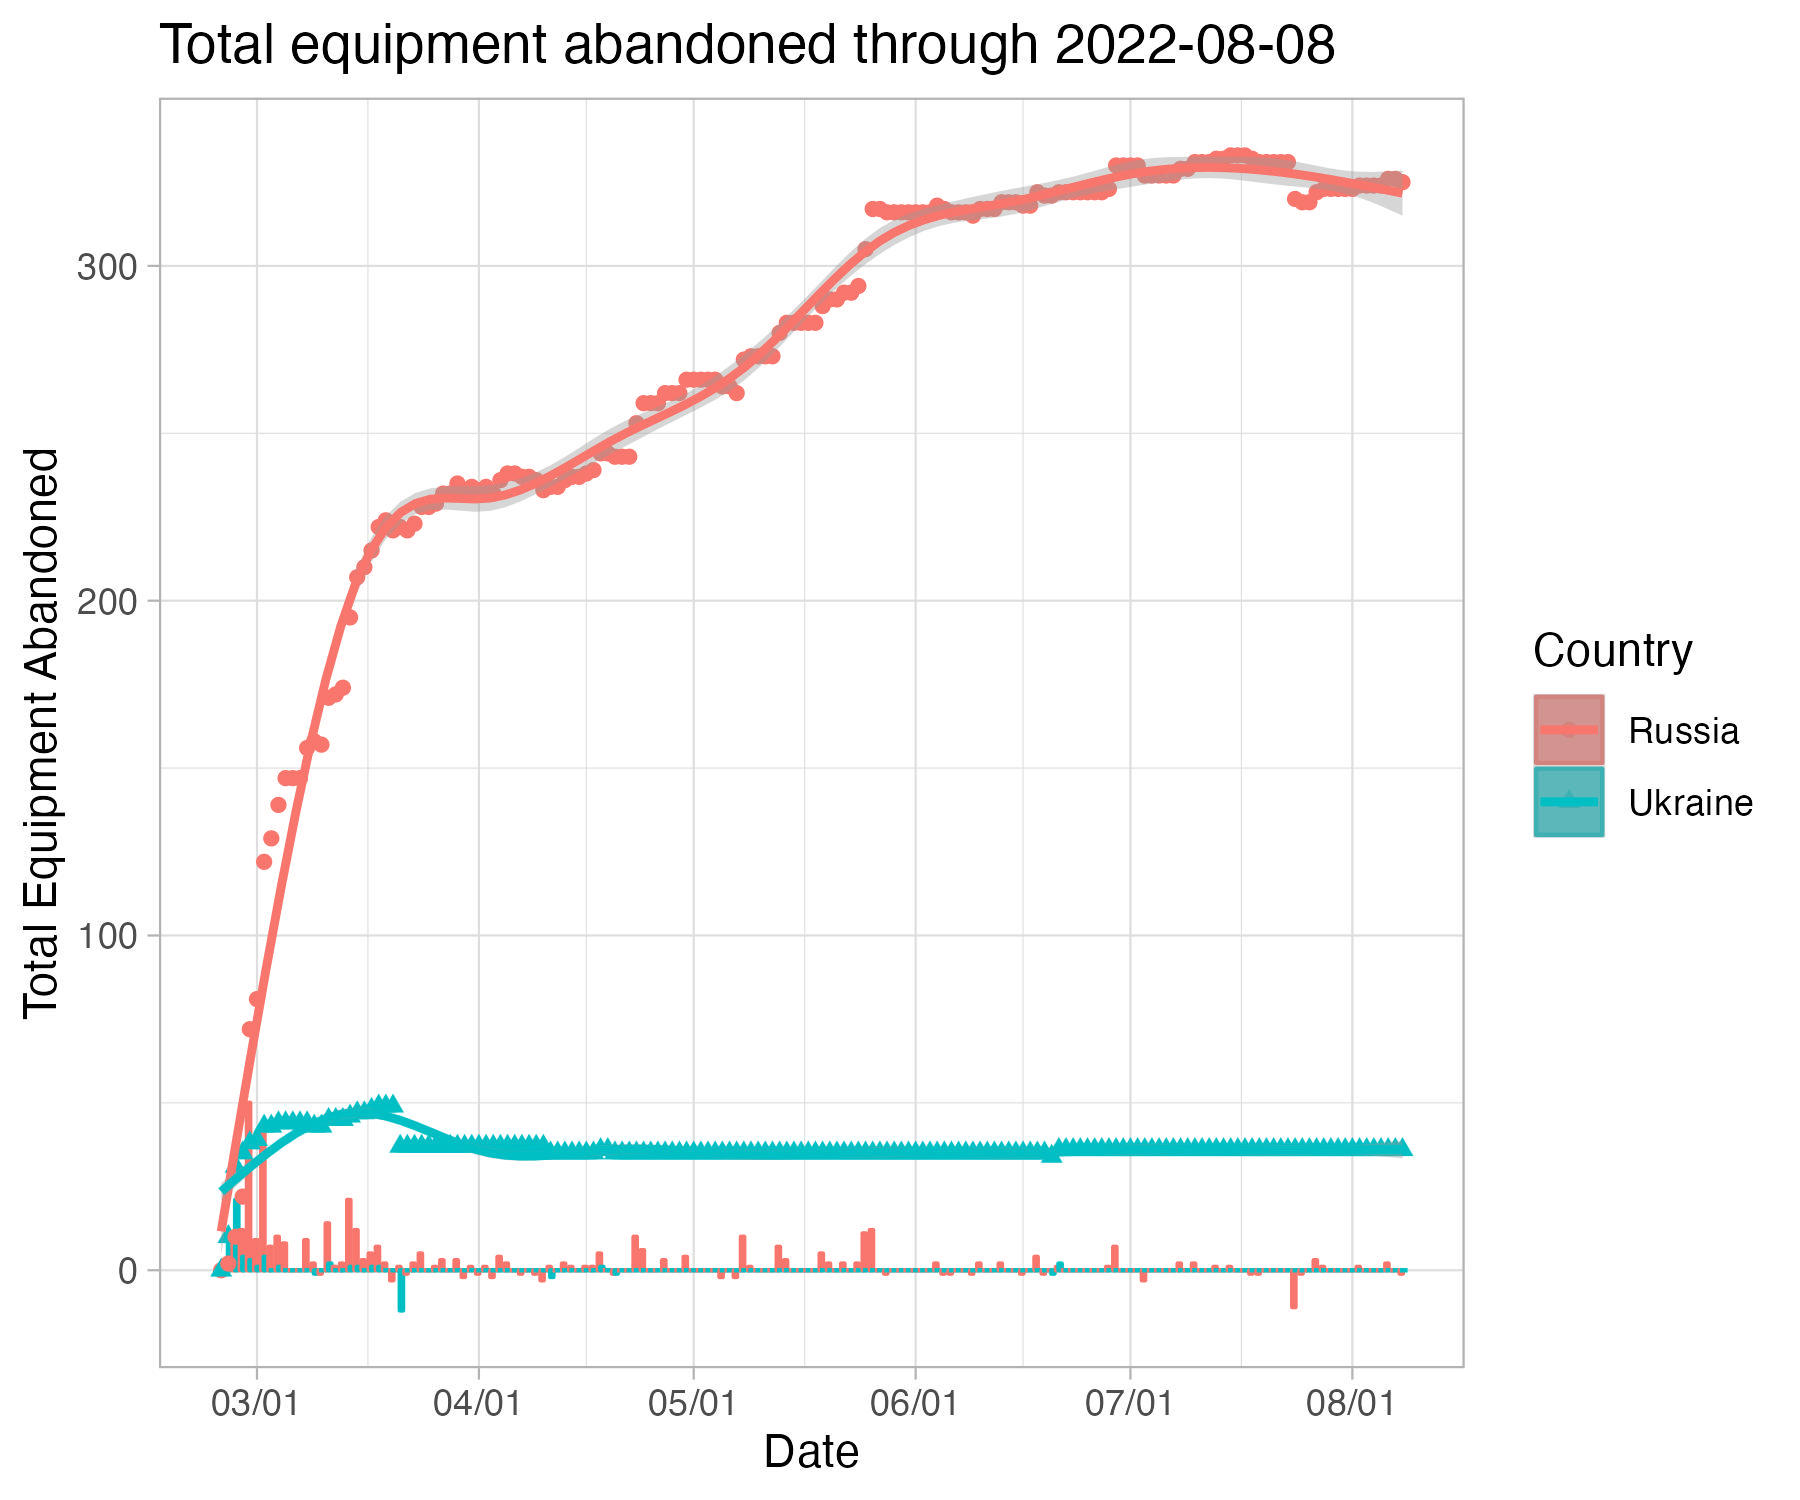 Total equipment abandoned through 2022-08-08
Total Equipment Abandoned
300
200
100
0
03/01 04/01 05/01 06/01 07/01 08/01
Date
Country
Russia
Ukraine